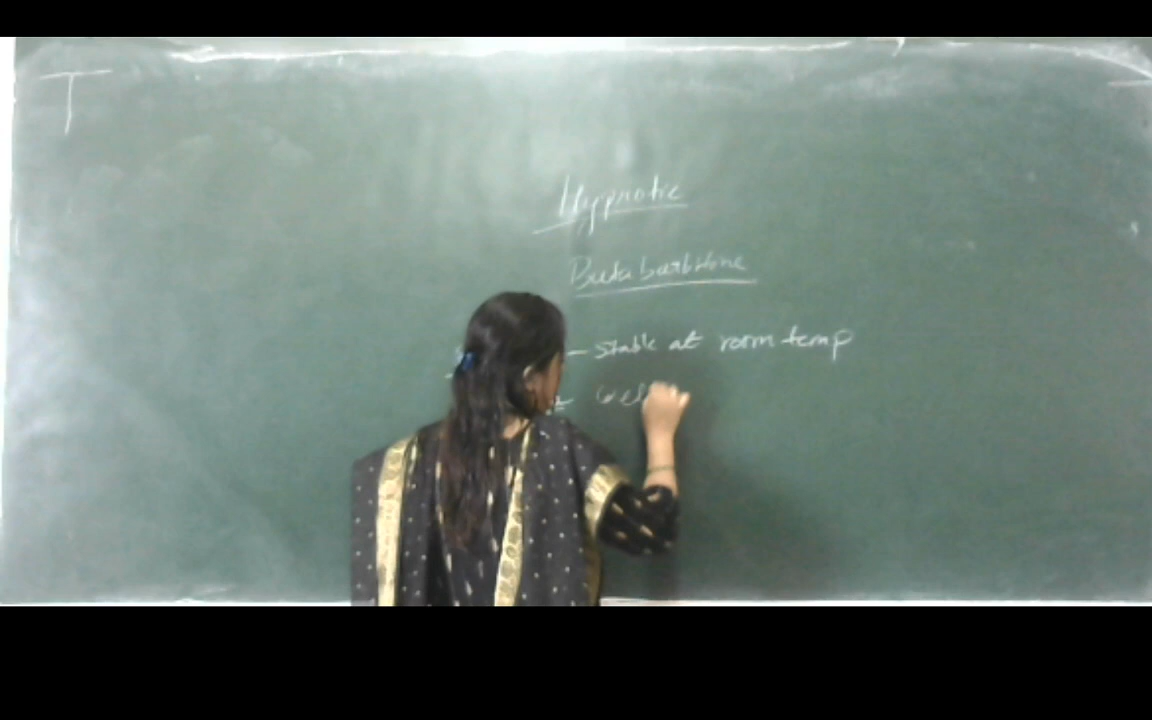 T
Hypnotic
Butabarbitone
- stable at room temp